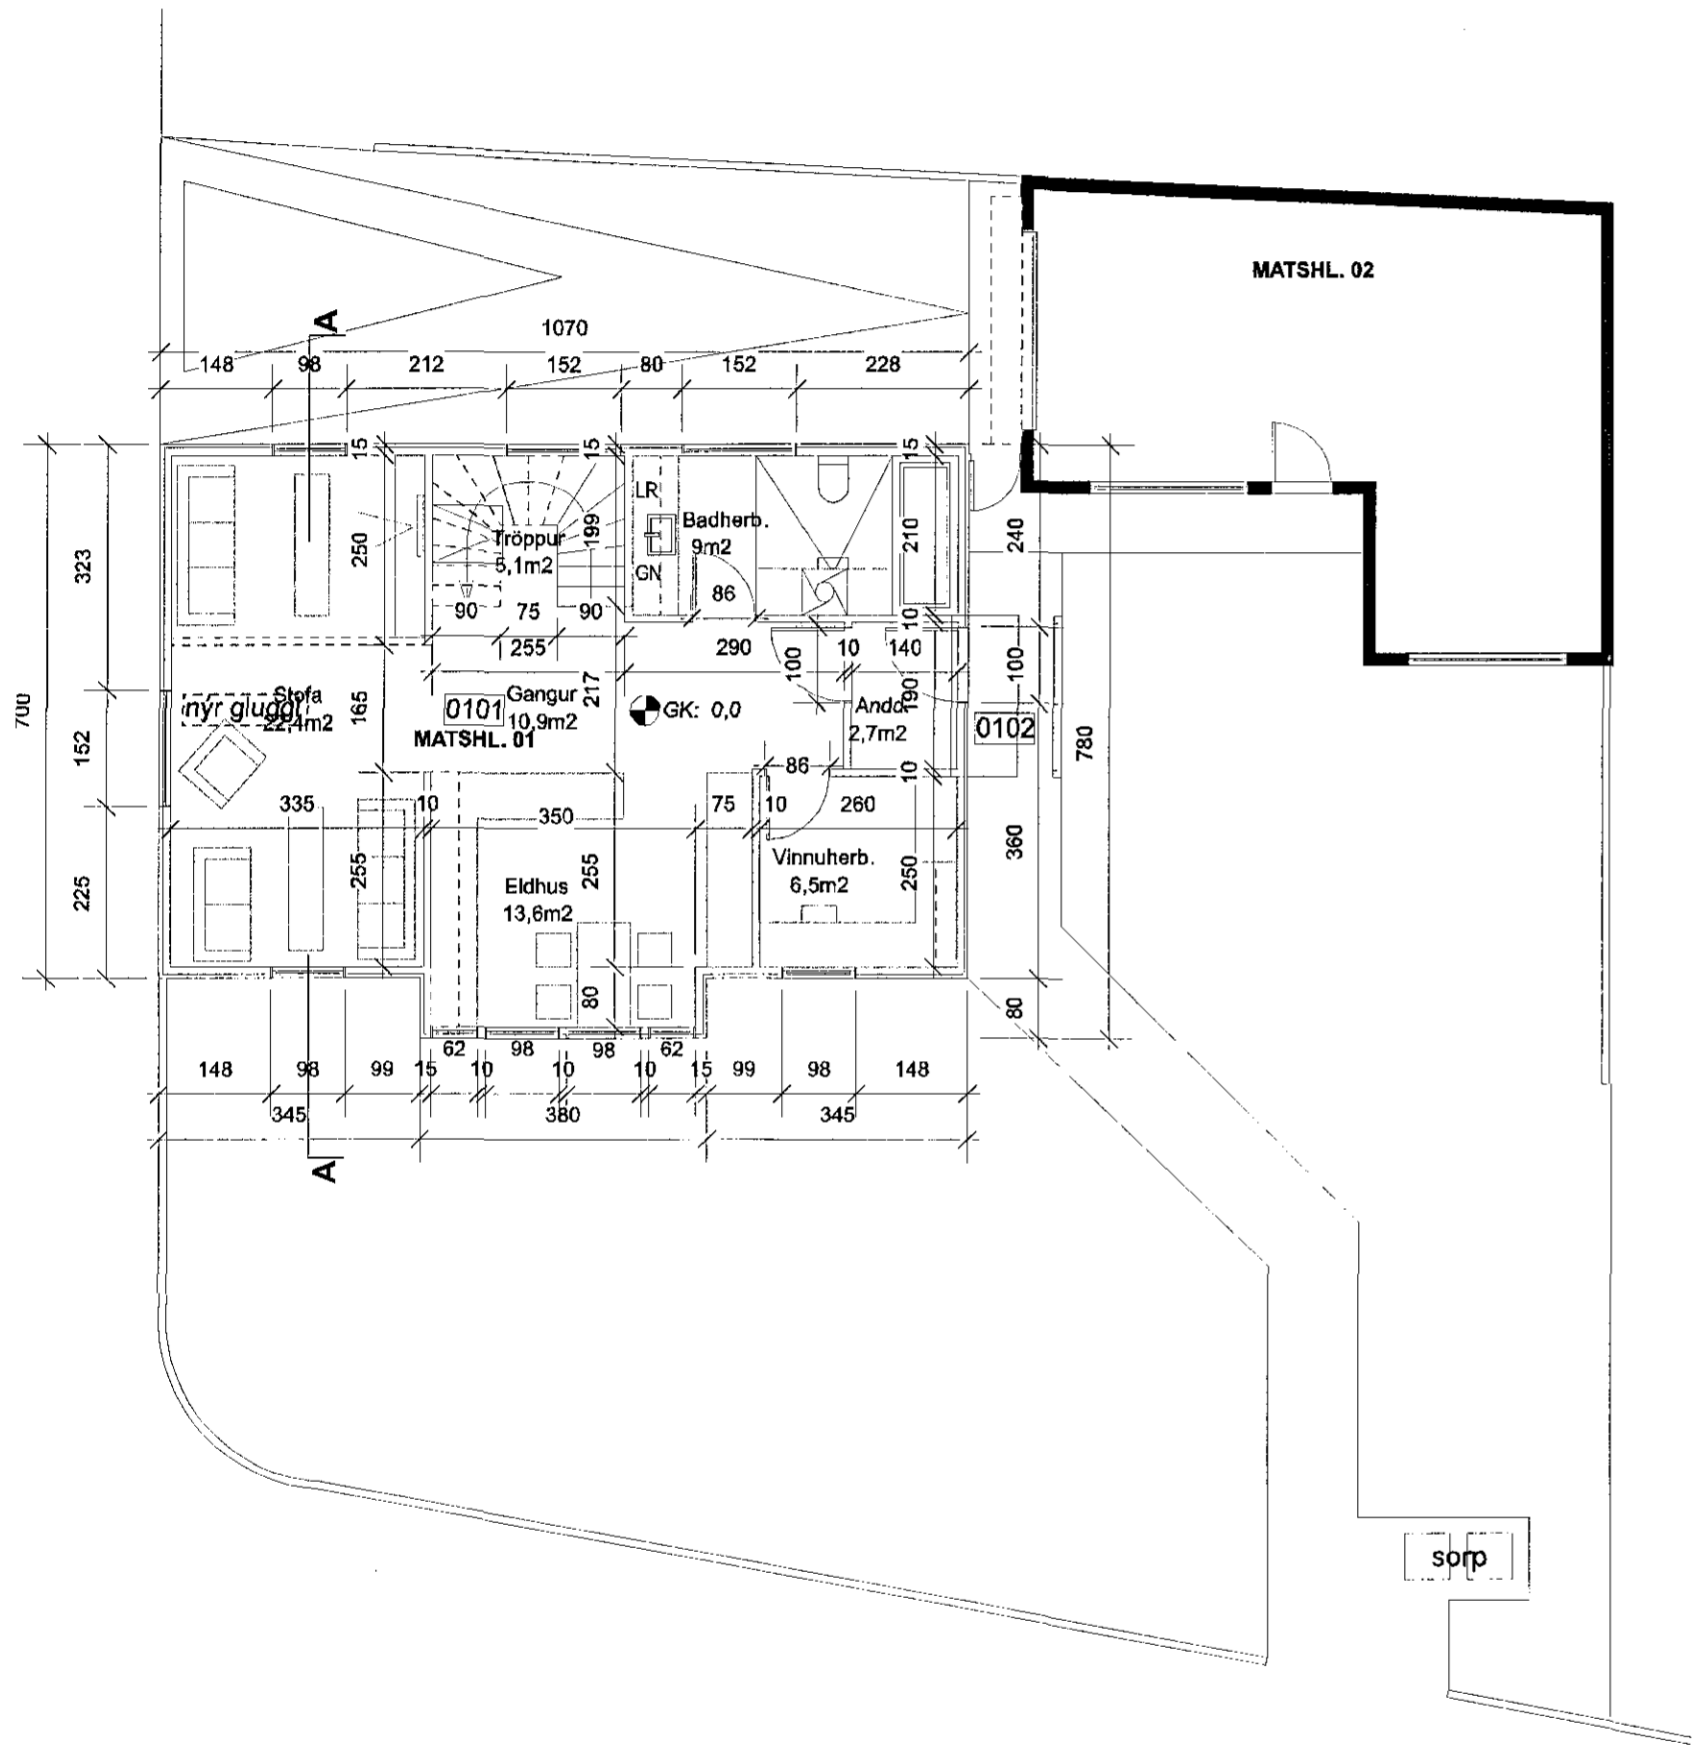 MATSHL. 02
A
1070
148 98 212 152 80 152 228
15 15 15
LR
Badherb.
9m2
GN
Tröppur
5,1m2
199
210
240
250
323
86
90 75 90
10
255 290 10 140
100
100
217
165
190
Stofa
22,4m2
nýr gluggi
0101
Gangur
10,9m2
MATSHL. 01
GK: 0,0
2,7m2
0102
700
152
780
86
10
335 10 350 75 10 260
360
Vinnuherb.
6,5m2
250
255
255
225
Eldhus
13,6m2
80
80
62 98 98 62
148 98 99 15 10 10 10 15 99 98 148
345 380 345
A
sorp